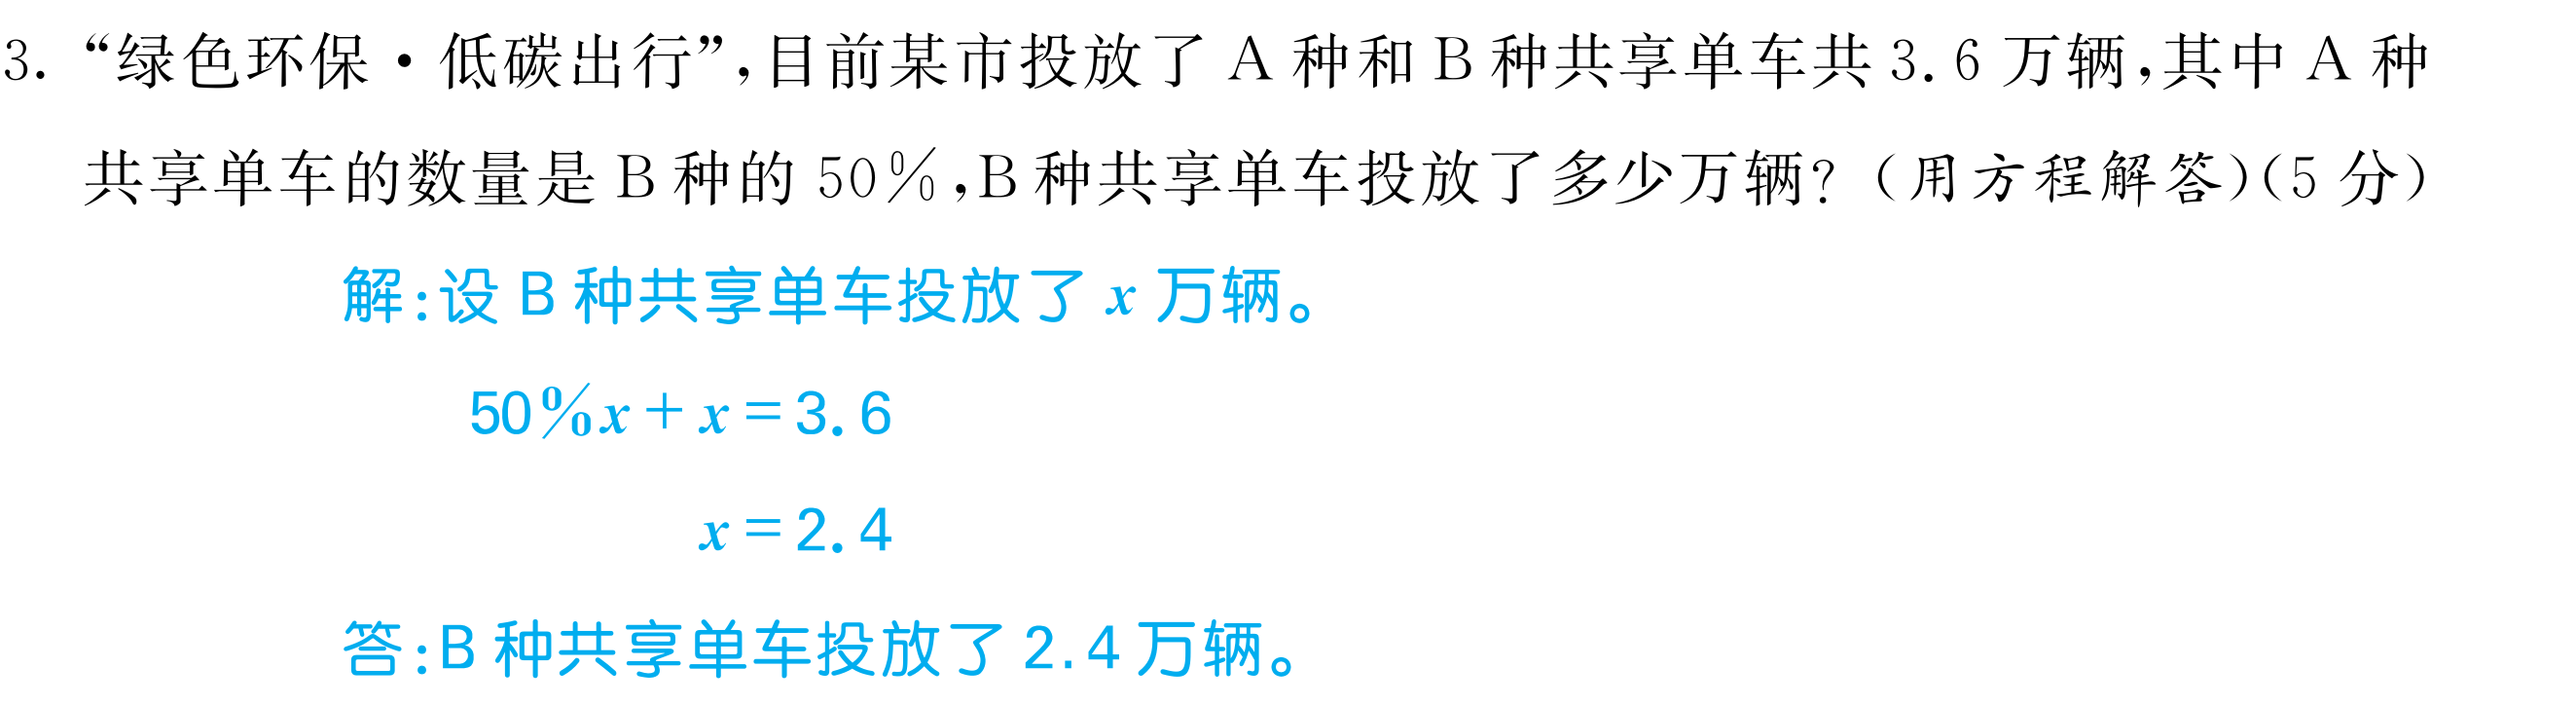 3. “绿色环保·低碳出行”,目前某市投放了 A 种和 B 种共享单车共 3.6 万辆,其中 A 种
共享单车的数量是 B 种的 50%,B 种共享单车投放了多少万辆?(用方程解答)(5 分)
解:设 B 种共享单车投放了 x 万辆。
50%x+x=3.6
x=2.4
答:B 种共享单车投放了 2.4 万辆。